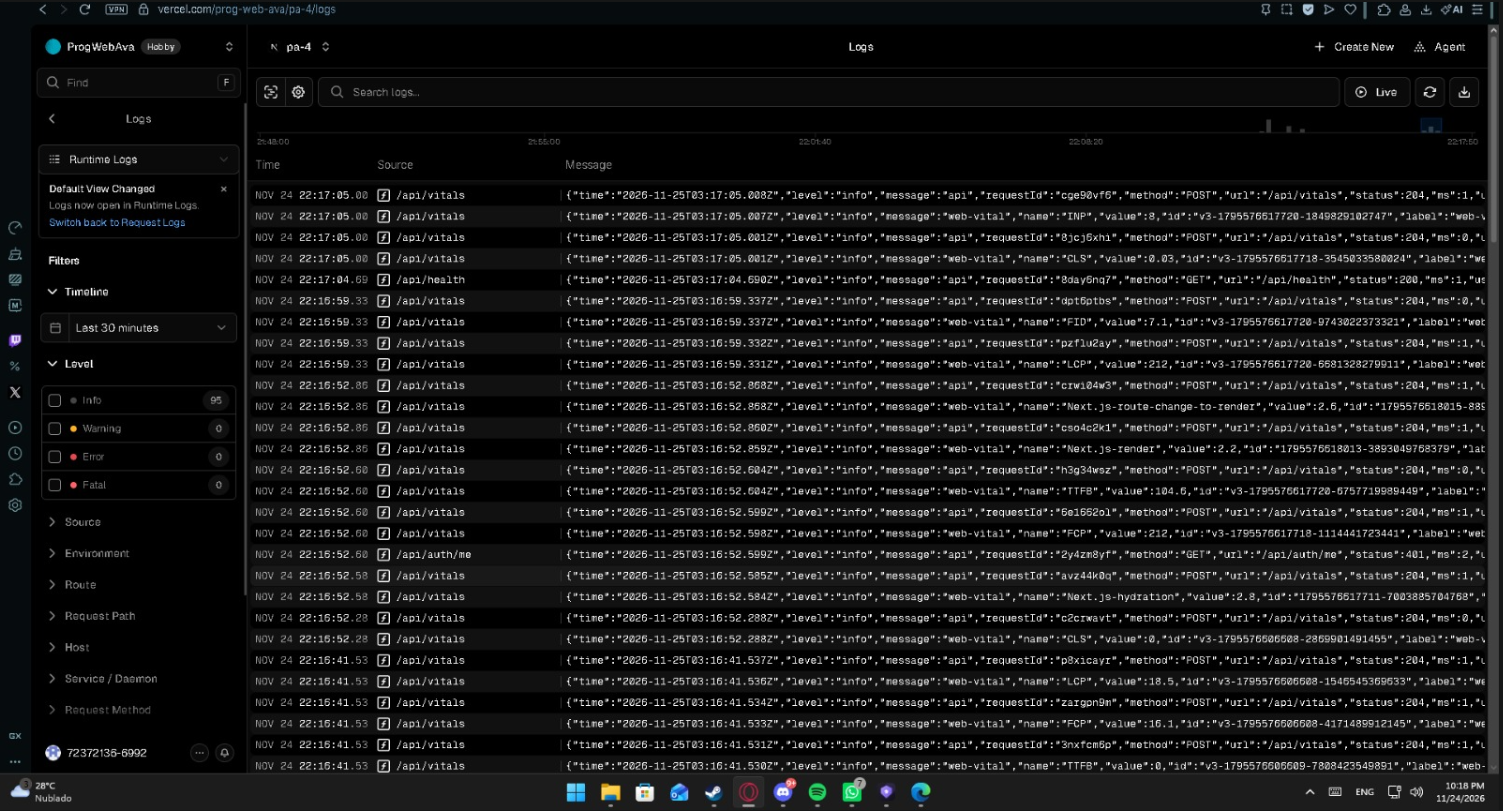 VPN vercel.com/prog-web-ava/pa-4/logs AI
ProgWebAva Hobby pa-4 Logs Create New Agent
Find F
Search logs... Live
Logs
21:48:00 21:55:00 22:01:40 22:08:20 22:17:50
Runtime Logs
Default View Changed
Logs now open in Runtime Logs.
Switch back to Request Logs
Filters
Timeline
Last 30 minutes
Level
Info 95
Warning 0
Error 0
Fatal 0
Source
Environment
Route
Request Path
Host
Service / Daemon
Request Method
72372136-6992
Time Source Message
NOV 24 22:17:05.00 /api/vitals {"time":"2026-11-25T03:17:05.008Z","level":"info","message":"api","requestId":"cge90vf6","method":"POST","url":"/api/vitals","status":204,"ms":1,"u
NOV 24 22:17:05.00 /api/vitals {"time":"2026-11-25T03:17:05.007Z","level":"info","message":"web-vital","name":"INP","value":8,"id":"v3-1795576617720-1849829102747","label":"web-v
NOV 24 22:17:05.00 /api/vitals {"time":"2026-11-25T03:17:05.001Z","level":"info","message":"api","requestId":"8jcj6xhi","method":"POST","url":"/api/vitals","status":204,"ms":0,"u
NOV 24 22:17:05.00 /api/vitals {"time":"2026-11-25T03:17:05.001Z","level":"info","message":"web-vital","name":"CLS","value":0.03,"id":"v3-1795576617718-3545033580024","label":"we
NOV 24 22:17:04.69 /api/health {"time":"2026-11-25T03:17:04.690Z","level":"info","message":"api","requestId":"8day6nq7","method":"GET","url":"/api/health","status":200,"ms":1,"us
NOV 24 22:16:59.33 /api/vitals {"time":"2026-11-25T03:16:59.337Z","level":"info","message":"api","requestId":"dpt6ptbs","method":"POST","url":"/api/vitals","status":204,"ms":0,"u
NOV 24 22:16:59.33 /api/vitals {"time":"2026-11-25T03:16:59.337Z","level":"info","message":"web-vital","name":"FID","value":7.1,"id":"v3-1795576617720-9743022373321","label":"web
NOV 24 22:16:59.33 /api/vitals {"time":"2026-11-25T03:16:59.332Z","level":"info","message":"api","requestId":"pzflu2ay","method":"POST","url":"/api/vitals","status":204,"ms":1,"u
NOV 24 22:16:59.33 /api/vitals {"time":"2026-11-25T03:16:59.331Z","level":"info","message":"web-vital","name":"LCP","value":212,"id":"v3-1795576617720-6681328279911","label":"web
NOV 24 22:16:52.86 /api/vitals {"time":"2026-11-25T03:16:52.868Z","level":"info","message":"api","requestId":"crwi04w3","method":"POST","url":"/api/vitals","status":204,"ms":1,"u
NOV 24 22:16:52.86 /api/vitals {"time":"2026-11-25T03:16:52.868Z","level":"info","message":"web-vital","name":"Next.js-route-change-to-render","value":2.6,"id":"1795576618015-889
NOV 24 22:16:52.86 /api/vitals {"time":"2026-11-25T03:16:52.860Z","level":"info","message":"api","requestId":"cso4c2k1","method":"POST","url":"/api/vitals","status":204,"ms":1,"u
NOV 24 22:16:52.86 /api/vitals {"time":"2026-11-25T03:16:52.859Z","level":"info","message":"web-vital","name":"Next.js-render","value":2.2,"id":"1795576618013-3893049768379","lab
NOV 24 22:16:52.60 /api/vitals {"time":"2026-11-25T03:16:52.604Z","level":"info","message":"api","requestId":"h3g34wsz","method":"POST","url":"/api/vitals","status":204,"ms":0,"u
NOV 24 22:16:52.60 /api/vitals {"time":"2026-11-25T03:16:52.604Z","level":"info","message":"web-vital","name":"TTFB","value":104.6,"id":"v3-1795576617720-6757719989449","label":"
NOV 24 22:16:52.60 /api/vitals {"time":"2026-11-25T03:16:52.599Z","level":"info","message":"api","requestId":"6e1662ol","method":"POST","url":"/api/vitals","status":204,"ms":1,"u
NOV 24 22:16:52.60 /api/vitals {"time":"2026-11-25T03:16:52.598Z","level":"info","message":"web-vital","name":"FCP","value":212,"id":"v3-1795576617718-1114441723441","label":"web
NOV 24 22:16:52.60 /api/auth/me {"time":"2026-11-25T03:16:52.599Z","level":"info","message":"api","requestId":"2y4zm8yf","method":"GET","url":"/api/auth/me","status":401,"ms":2,"u
NOV 24 22:16:52.58 /api/vitals {"time":"2026-11-25T03:16:52.585Z","level":"info","message":"api","requestId":"avz44k0q","method":"POST","url":"/api/vitals","status":204,"ms":1,"u
NOV 24 22:16:52.58 /api/vitals {"time":"2026-11-25T03:16:52.584Z","level":"info","message":"web-vital","name":"Next.js-hydration","value":2.8,"id":"1795576617711-7003885704768","
NOV 24 22:16:52.28 /api/vitals {"time":"2026-11-25T03:16:52.288Z","level":"info","message":"api","requestId":"c2crwavt","method":"POST","url":"/api/vitals","status":204,"ms":0,"u
NOV 24 22:16:52.28 /api/vitals {"time":"2026-11-25T03:16:52.288Z","level":"info","message":"web-vital","name":"CLS","value":0,"id":"v3-1795576606608-2869901491455","label":"web-v
NOV 24 22:16:41.53 /api/vitals {"time":"2026-11-25T03:16:41.537Z","level":"info","message":"api","requestId":"p8xicayr","method":"POST","url":"/api/vitals","status":204,"ms":1,"u
NOV 24 22:16:41.53 /api/vitals {"time":"2026-11-25T03:16:41.536Z","level":"info","message":"web-vital","name":"LCP","value":18.5,"id":"v3-1795576606608-1546545369633","label":"we
NOV 24 22:16:41.53 /api/vitals {"time":"2026-11-25T03:16:41.534Z","level":"info","message":"api","requestId":"zargpn9m","method":"POST","url":"/api/vitals","status":204,"ms":1,"u
NOV 24 22:16:41.53 /api/vitals {"time":"2026-11-25T03:16:41.533Z","level":"info","message":"web-vital","name":"FCP","value":16.1,"id":"v3-1795576606608-4171489912145","label":"we
NOV 24 22:16:41.53 /api/vitals {"time":"2026-11-25T03:16:41.531Z","level":"info","message":"api","requestId":"3nxfcm6p","method":"POST","url":"/api/vitals","status":204,"ms":1,"u
NOV 24 22:16:41.53 /api/vitals {"time":"2026-11-25T03:16:41.530Z","level":"info","message":"web-vital","name":"TTFB","value":0,"id":"v3-1795576606609-7808423549891","label":"web-
GX
28°C
Nublado
9+ 7
ENG
10:18 PM
11/24/2026